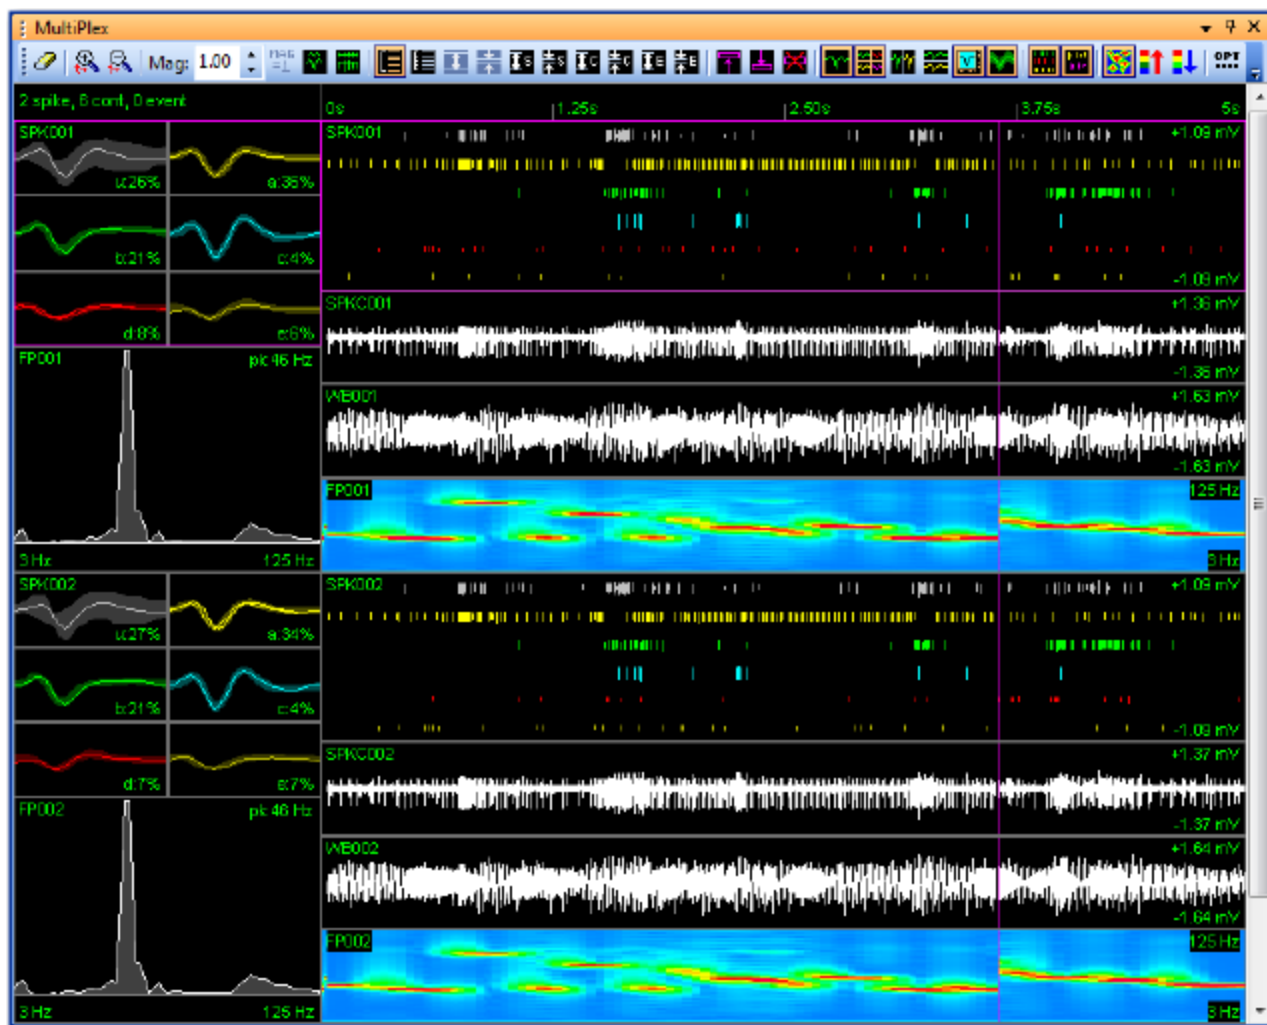 MultiPlex
Mag: 1.00
MAG
=1
OPT
2 spike, 6 cont, 0 event
0s 1.25s 2.50s 3.75s 5s
SPK001
u:26% a:36%
b:21% c:4%
d:8% e:6%
SPK001 +1.09 mV
-1.09 mV
SPKC001 +1.36 mV
-1.36 mV
FP001 pk: 46 Hz
3 Hz 125 Hz
WB001 +1.63 mV
-1.63 mV
FP001 125 Hz
3 Hz
SPK002
u:27% a:34%
b:21% c:4%
d:7% e:7%
SPK002 +1.09 mV
-1.09 mV
SPKC002 +1.37 mV
-1.37 mV
FP002 pk: 46 Hz
3 Hz 125 Hz
WB002 +1.64 mV
-1.64 mV
FP002 125 Hz
3 Hz